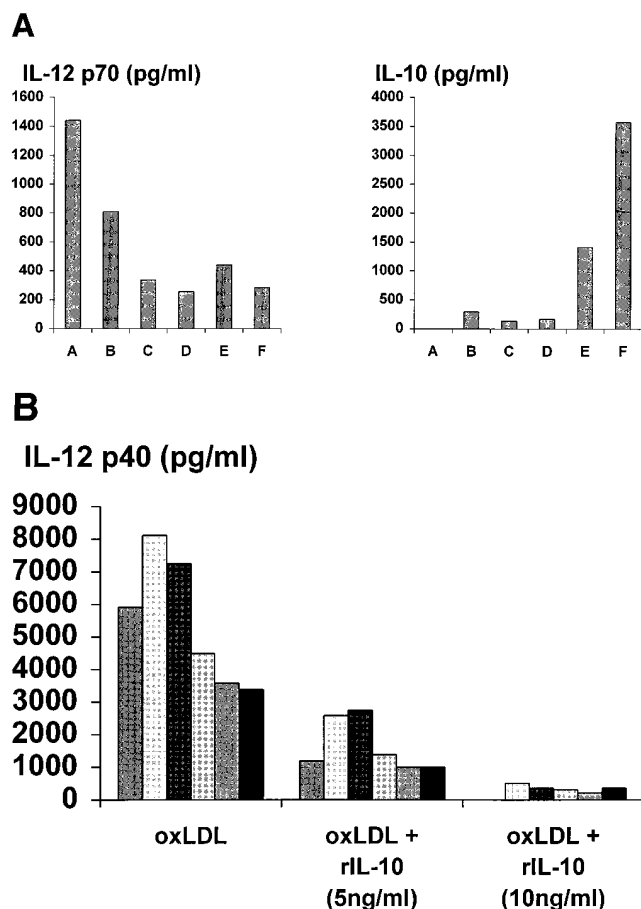 A
IL-12 p70 (pg/ml)
1600
1400
1200
1000
800
600
400
200
0
A B C D E F
IL-10 (pg/ml)
4000
3500
3000
2500
2000
1500
1000
500
0
A B C D E F
B
IL-12 p40 (pg/ml)
9000
8000
7000
6000
5000
4000
3000
2000
1000
0
oxLDL
oxLDL +
rIL-10
(5ng/ml)
oxLDL +
rIL-10
(10ng/ml)